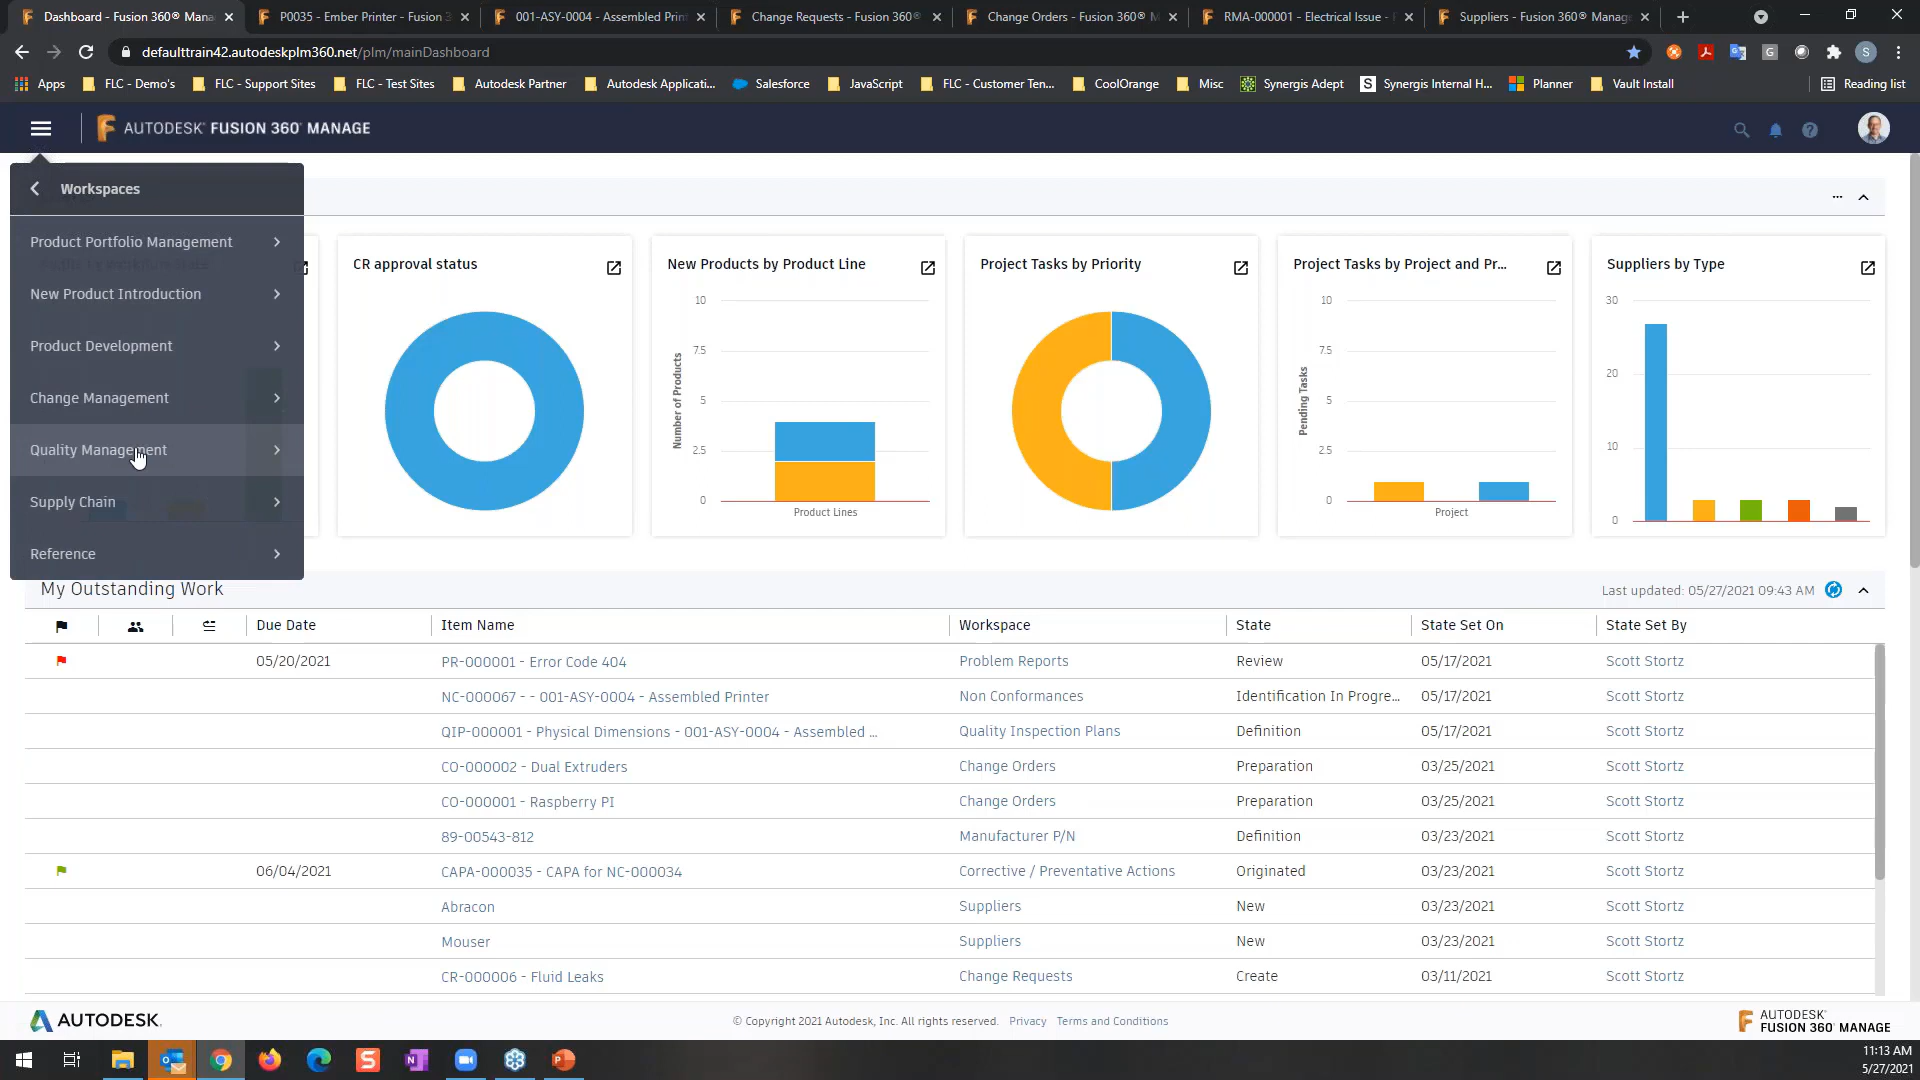 Dashboard - Fusion 360® Mana
P0035 - Ember Printer - Fusion 3
001-ASY-0004 - Assembled Print
Change Requests - Fusion 360®
Change Orders - Fusion 360® M
RMA-000001 - Electrical Issue - F
Suppliers - Fusion 360® Manag
defaulttrain42.autodeskplm360.net/plm/mainDashboard
S
Apps
FLC - Demo's
FLC - Support Sites
FLC - Test Sites
Autodesk Partner
Autodesk Applicati...
Salesforce
JavaScript
FLC - Customer Ten...
CoolOrange
Misc
Synergis Adept
Synergis Internal H...
Planner
Vault Install
Reading list
AUTODESK® FUSION 360® MANAGE
Workspaces
Product Portfolio Management
New Product Introduction
Product Development
Change Management
Quality Management
Supply Chain
Reference
CR approval status
New Products by Product Line
10
7.5
5
2.5
0
Number of Products
Product Lines
Project Tasks by Priority
Project Tasks by Project and Pr...
10
7.5
5
2.5
0
Pending Tasks
Project
Suppliers by Type
30
20
10
0
My Outstanding Work
Last updated: 05/27/2021 09:43 AM
Due Date Item Name Workspace State State Set On State Set By
05/20/2021 PR-000001 - Error Code 404 Problem Reports Review 05/17/2021 Scott Stortz
NC-000067 - - 001-ASY-0004 - Assembled Printer Non Conformances Identification In Progre... 05/17/2021 Scott Stortz
QIP-000001 - Physical Dimensions - 001-ASY-0004 - Assembled ... Quality Inspection Plans Definition 05/17/2021 Scott Stortz
CO-000002 - Dual Extruders Change Orders Preparation 03/25/2021 Scott Stortz
CO-000001 - Raspberry PI Change Orders Preparation 03/25/2021 Scott Stortz
89-00543-812 Manufacturer P/N Definition 03/23/2021 Scott Stortz
06/04/2021 CAPA-000035 - CAPA for NC-000034 Corrective / Preventative Actions Originated 03/23/2021 Scott Stortz
Abracon Suppliers New 03/23/2021 Scott Stortz
Mouser Suppliers New 03/23/2021 Scott Stortz
CR-000006 - Fluid Leaks Change Requests Create 03/11/2021 Scott Stortz
AUTODESK.
© Copyright 2021 Autodesk, Inc. All rights reserved. Privacy Terms and Conditions
AUTODESK®
FUSION 360® MANAGE
11:13 AM
5/27/2021